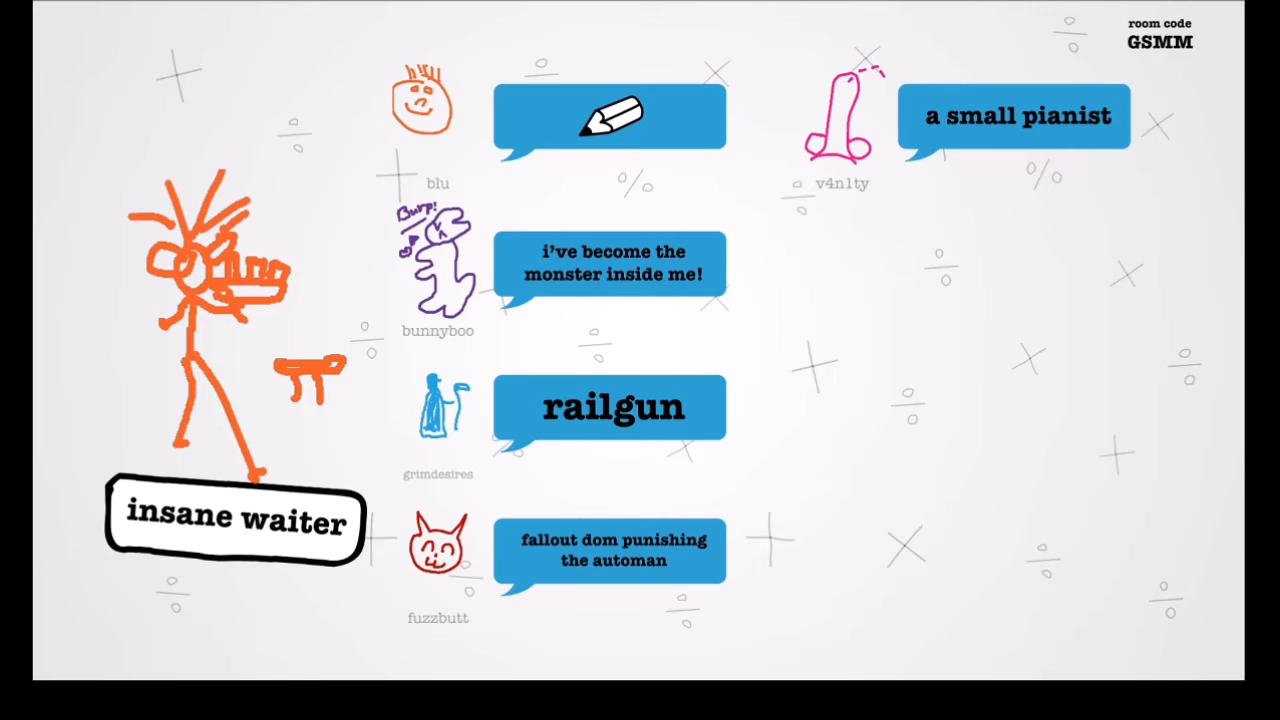 room code
GSMM
blu
a small pianist
v4n1ty
Burp!
i've become the
monster inside me!
bunnyboo
railgun
grimdesires
insane waiter
fallout dom punishing
the automan
fuzzbutt